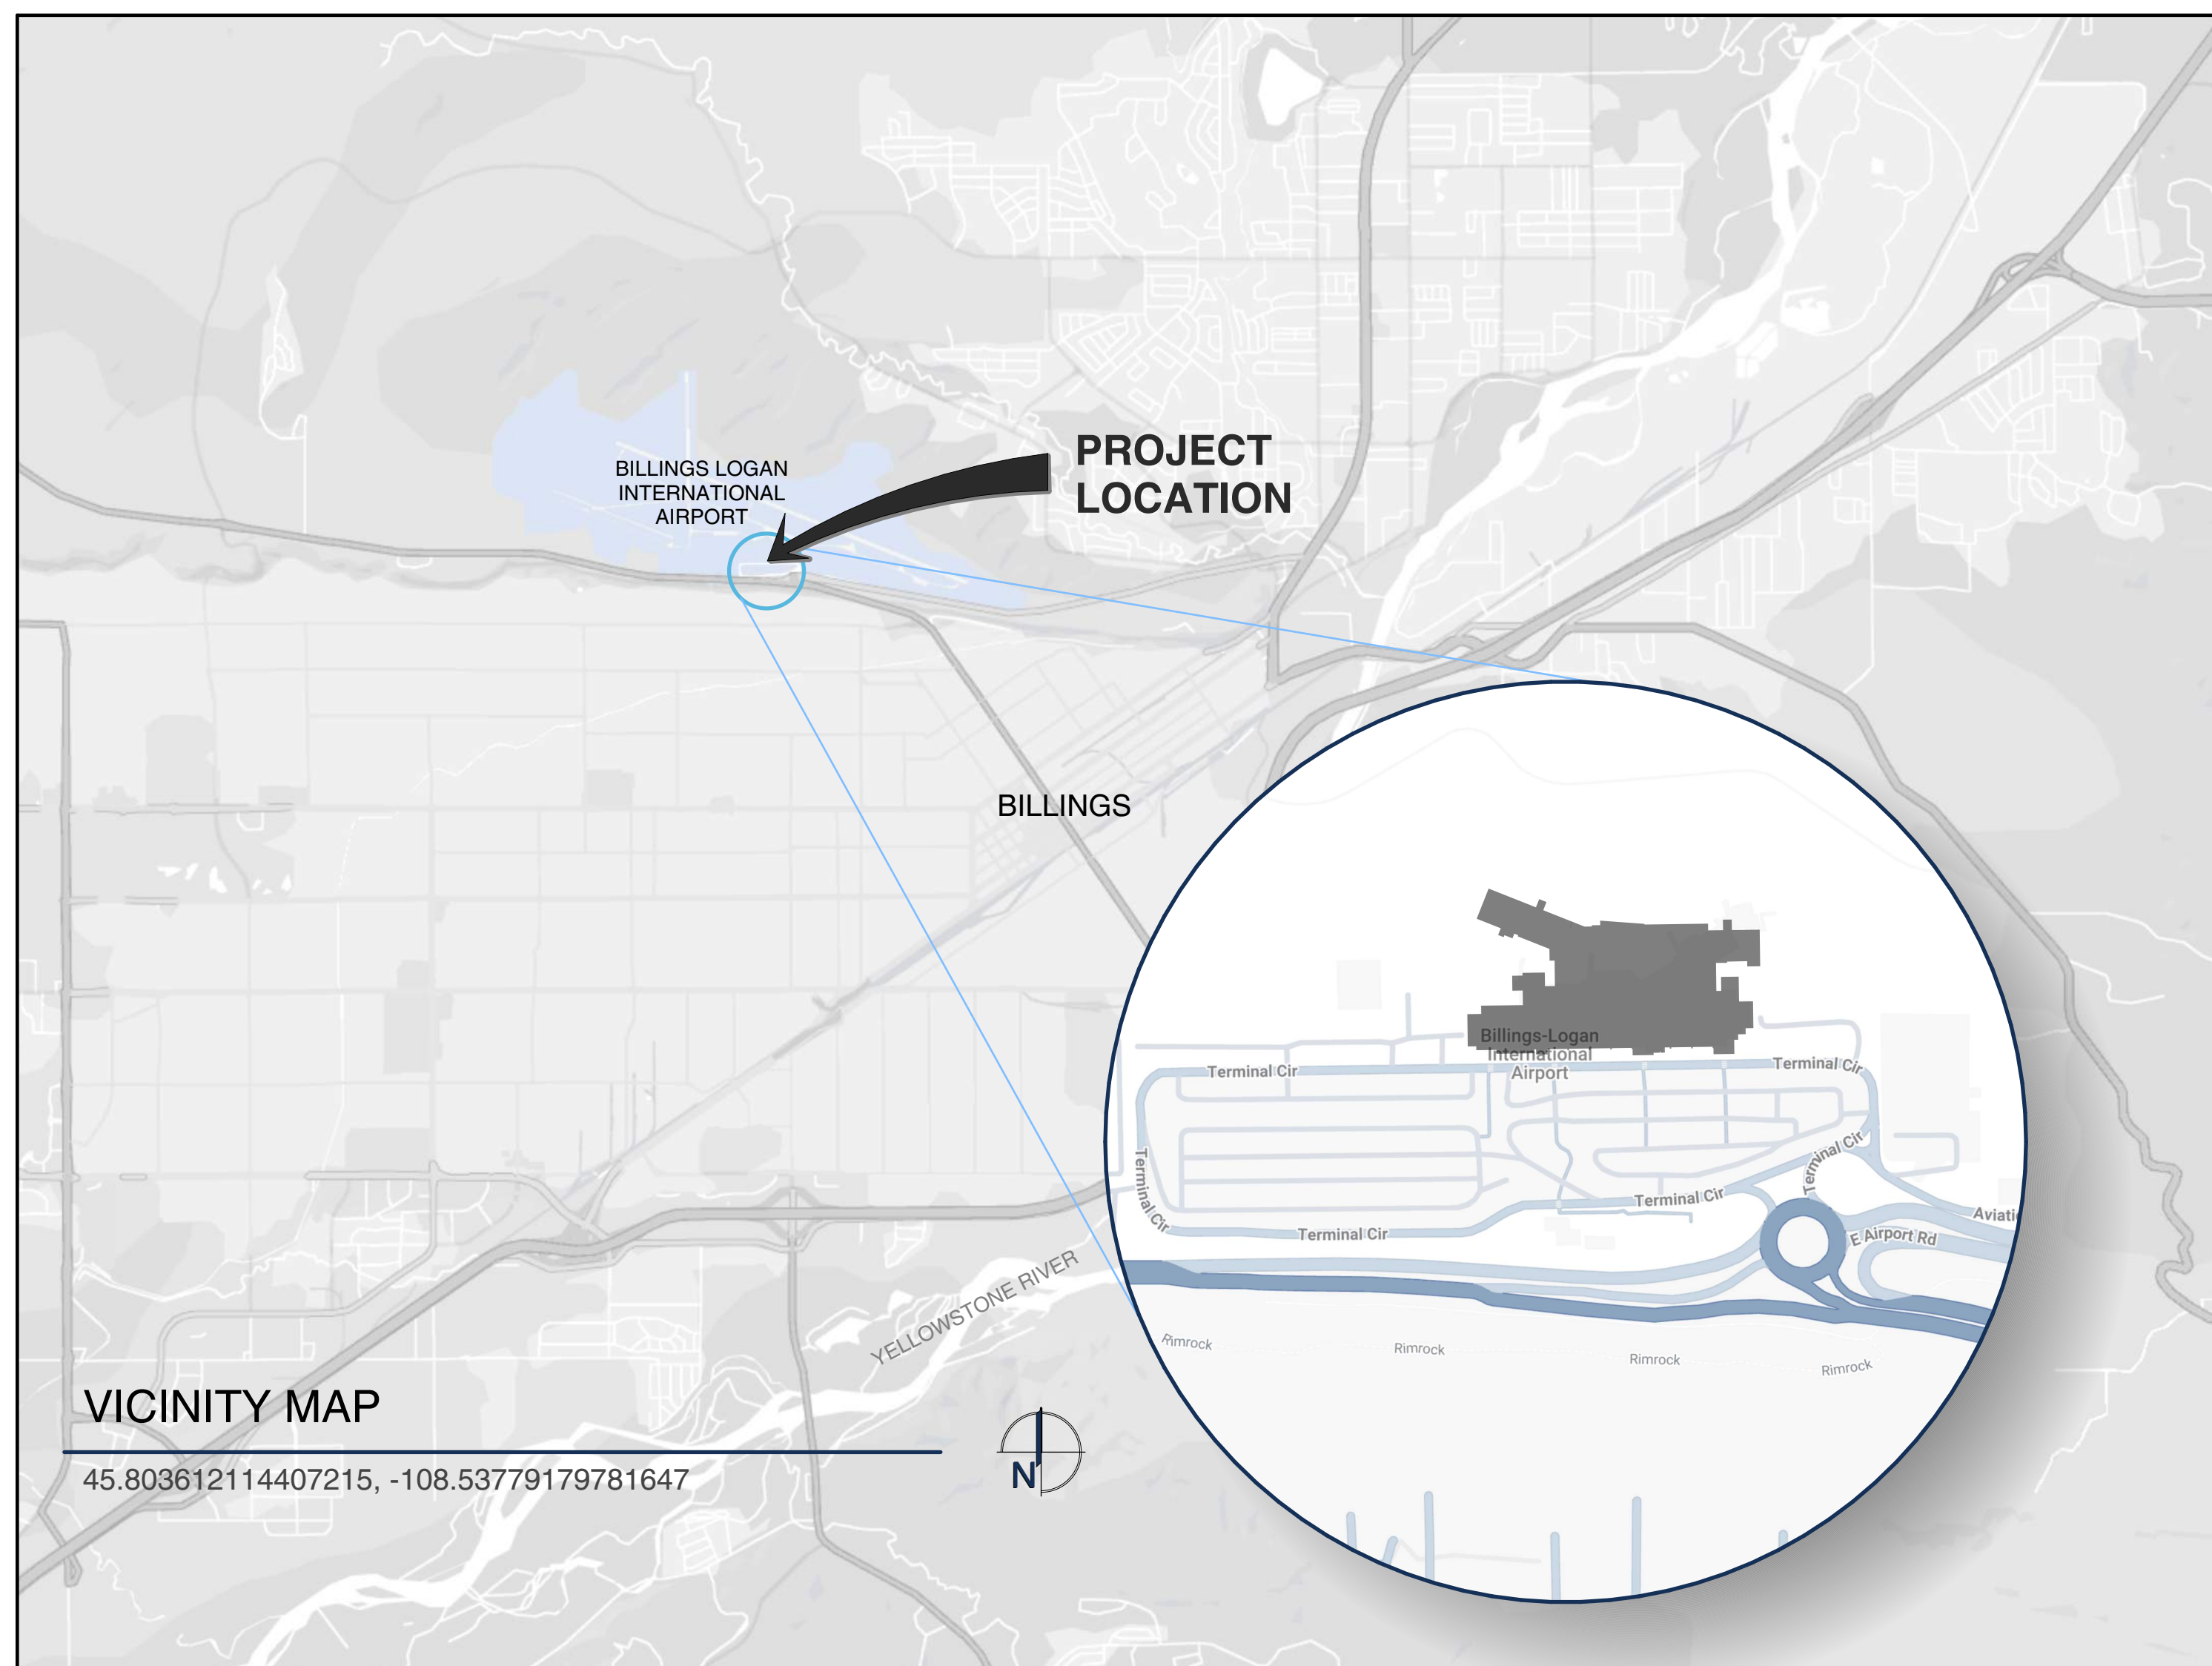 BILLINGS LOGAN
INTERNATIONAL
AIRPORT
PROJECT
LOCATION
BILLINGS
Billings-Logan
International
Airport
Terminal Cir
Terminal Cir
Terminal Cir
Terminal Cir
Terminal Cir
Terminal Cir
Aviati
E Airport Rd
YELLOWSTONE RIVER
Rimrock
Rimrock
Rimrock
Rimrock
VICINITY MAP
45.803612114407215, -108.53779179781647
N